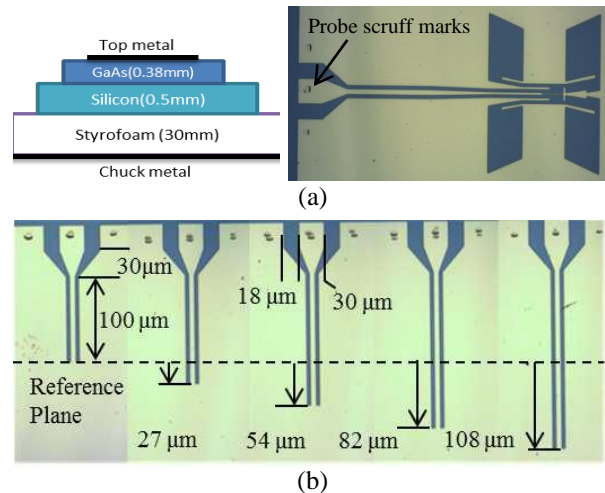 Top metal
GaAs(0.38mm)
Silicon(0.5mm)
Styrofoam (30mm)
Chuck metal
Probe scruff marks
(a)
30μm
100 μm
18 μm
30 μm
Reference
Plane
27 μm
54 μm
82 μm
108 μm
(b)